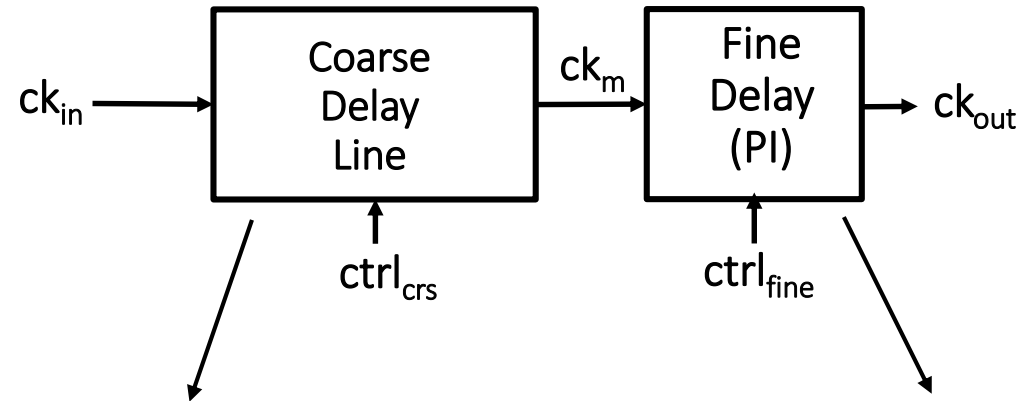 Coarse
Delay
Line
Fine
Delay
(PI)
ck_in
ck_m
ck_out
ctrl_crs
ctrl_fine